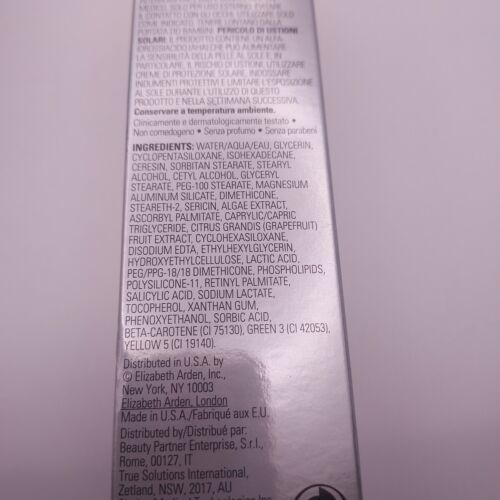 MEDICO, SOLO PER USO ESTERNO. EVITARE
IL CONTATTO CON GLI OCCHI. UTILIZZARE SOLO
COME INDICATO. TENERE LONTANO DALLA
PORTATA DEI BAMBINI. PERICOLO DI USTIONI
SOLARI: IL PRODOTTO CONTIENE UN ALFA-
IDROSSIACIDO (AHA) CHE PUÒ AUMENTARE
LA SENSIBILITÀ DELLA PELLE AL SOLE E, IN
PARTICOLARE, IL RISCHIO DI USTIONI. UTILIZZARE
CREME DI PROTEZIONE SOLARE, INDOSSARE
INDUMENTI PROTETTIVI E LIMITARE L'ESPOSIZIONE
AL SOLE DURANTE L'UTILIZZO DI QUESTO
PRODOTTO E NELLA SETTIMANA SUCCESSIVA.
Conservare a temperatura ambiente.
Clinicamente e dermatologicamente testato •
Non comedogeno • Senza profumo • Senza parabeni
INGREDIENTS: WATER/AQUA/EAU, GLYCERIN,
CYCLOPENTASILOXANE, ISOHEXADECANE,
CERESIN, SORBITAN STEARATE, STEARYL
ALCOHOL, CETYL ALCOHOL, GLYCERYL
STEARATE, PEG-100 STEARATE, MAGNESIUM
ALUMINUM SILICATE, DIMETHICONE,
STEARETH-2, SERICIN, ALGAE EXTRACT,
ASCORBYL PALMITATE, CAPRYLIC/CAPRIC
TRIGLYCERIDE, CITRUS GRANDIS (GRAPEFRUIT)
FRUIT EXTRACT, CYCLOHEXASILOXANE,
DISODIUM EDTA, ETHYLHEXYLGLYCERIN,
HYDROXYETHYLCELLULOSE, LACTIC ACID,
PEG/PPG-18/18 DIMETHICONE, PHOSPHOLIPIDS,
POLYSILICONE-11, RETINYL PALMITATE,
SALICYLIC ACID, SODIUM LACTATE,
TOCOPHEROL, XANTHAN GUM,
PHENOXYETHANOL, SORBIC ACID,
BETA-CAROTENE (CI 75130), GREEN 3 (CI 42053),
YELLOW 5 (CI 19140).
Distributed in U.S.A. by
© Elizabeth Arden, Inc.,
New York, NY 10003
Elizabeth Arden, London
Made in U.S.A./Fabriqué aux E.U.
Distributed by/Distribué par:
Beauty Partner Enterprise, S.r.l.,
Rome, 00127, IT
True Solutions International,
Zetland, NSW, 2017, AU